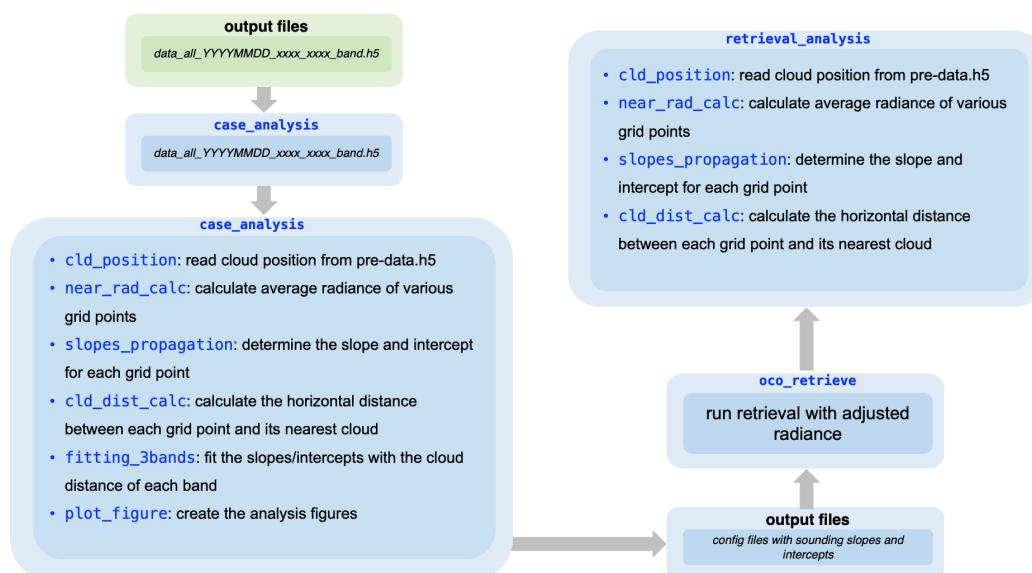 output files
data_all_YYYYMMDD_xxxx_xxxx_band.h5
case_analysis
data_all_YYYYMMDD_xxxx_xxxx_band.h5
case_analysis
• cld_position: read cloud position from pre-data.h5
• near_rad_calc: calculate average radiance of various
grid points
• slopes_propagation: determine the slope and intercept
for each grid point
• cld_dist_calc: calculate the horizontal distance
between each grid point and its nearest cloud
• fitting_3bands: fit the slopes/intercepts with the cloud
distance of each band
• plot_figure: create the analysis figures
output files
config files with sounding slopes and
intercepts
oco_retrieve
run retrieval with adjusted
radiance
retrieval_analysis
• cld_position: read cloud position from pre-data.h5
• near_rad_calc: calculate average radiance of various
grid points
• slopes_propagation: determine the slope and
intercept for each grid point
• cld_dist_calc: calculate the horizontal distance
between each grid point and its nearest cloud